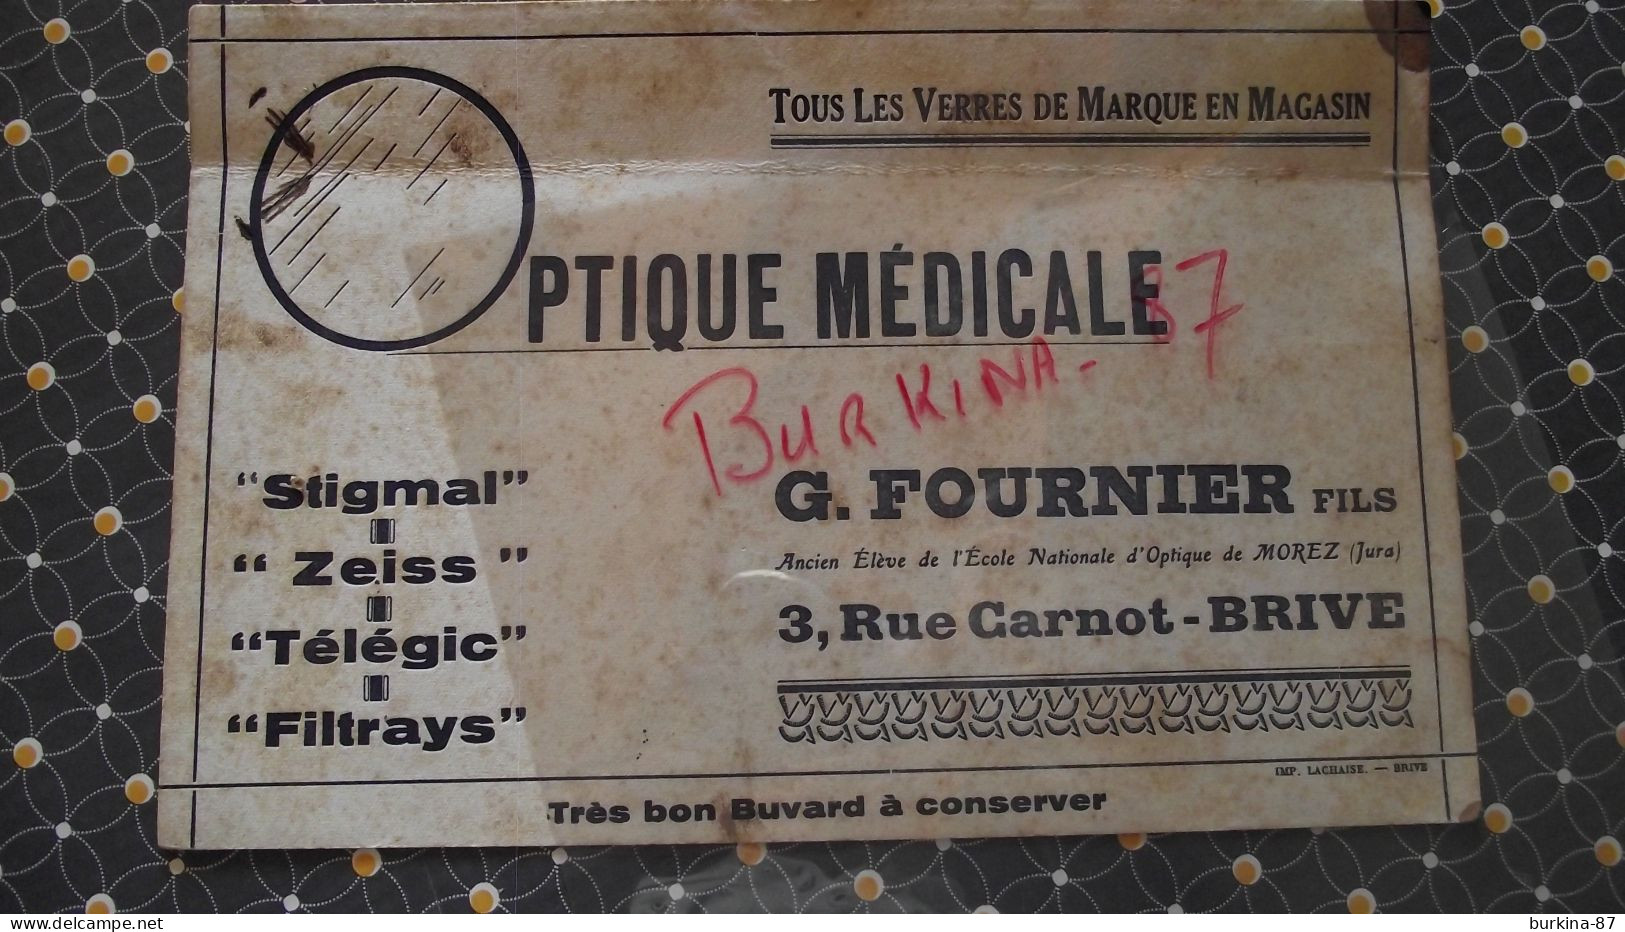 TOUS LES VERRES DE MARQUE EN MAGASIN
OPTIQUE MÉDICALE
BURKINA-87
"Stigmal"
"Zeiss"
"Télégic"
"Filtrays"
G. FOURNIER FILS
Ancien Élève de l'École Nationale d'Optique de MOREZ (Jura)
3, Rue Carnot - BRIVE
IMP. LACHAISE. — BRIVE
Très bon Buvard à conserver
delcampe.net
burkina-87